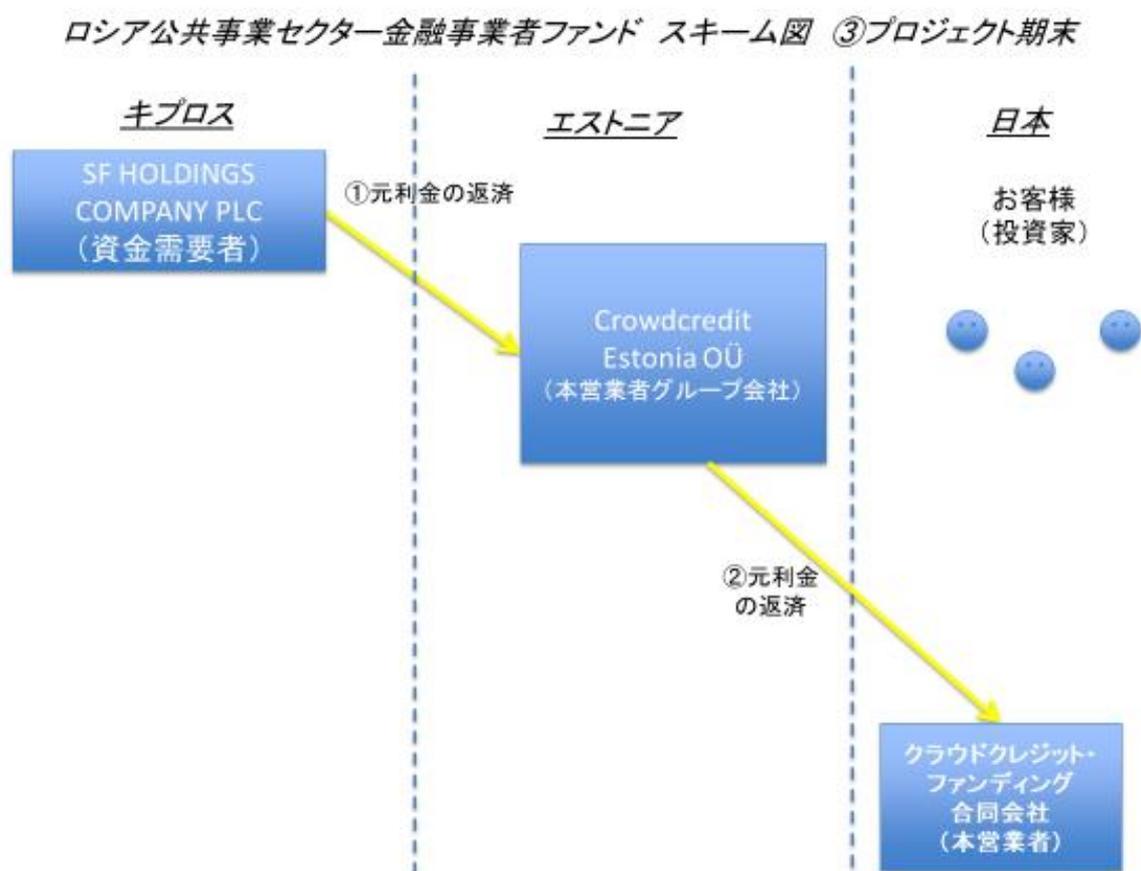 ロシア公共事業セクター金融事業者ファンド スキーム図 ③プロジェクト期末
キプロス
SF HOLDINGS
COMPANY PLC
（資金需要者）
①元利金の返済
エストニア
Crowdcredit
Estonia OÜ
（本営業者グループ会社）
②元利金
の返済
日本
お客様
（投資家）
クラウドクレジット・
ファンディング
合同会社
（本営業者）